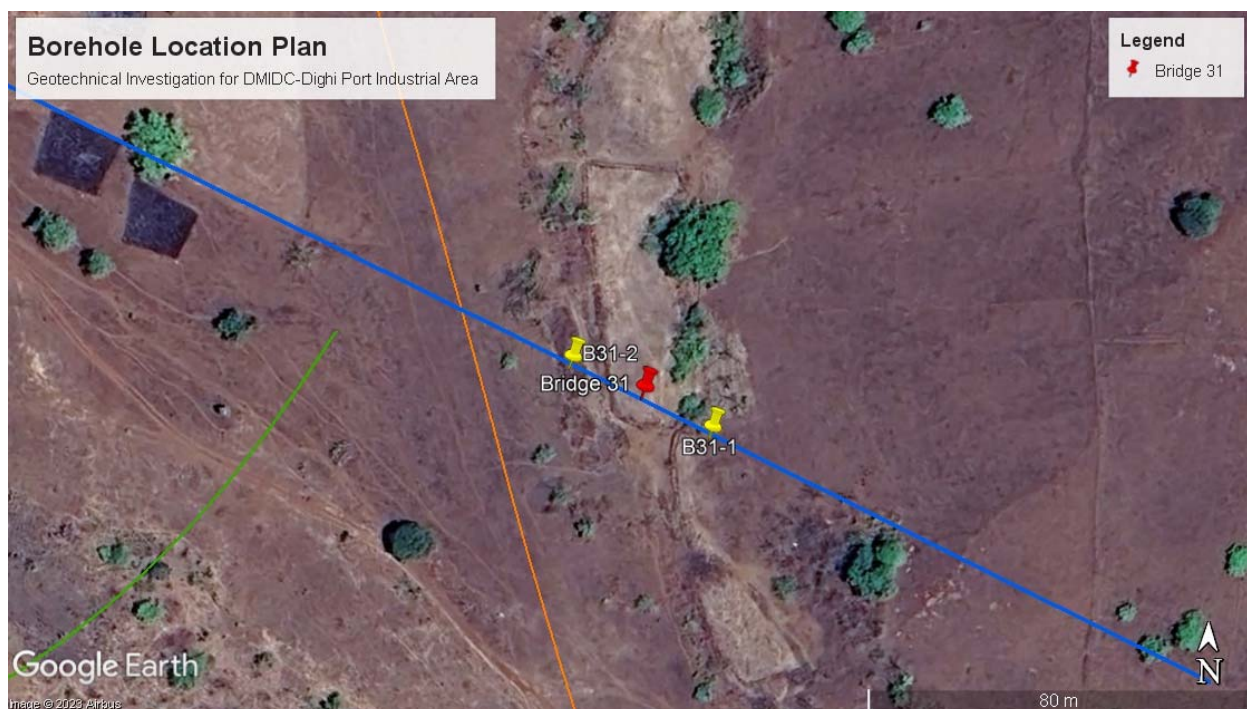 Borehole Location Plan
Geotechnical Investigation for DMIDC-Dighi Port Industrial Area
Legend
Bridge 31
B31-2
Bridge 31
B31-1
Google Earth
N
Image © 2023 Airbus
80 m